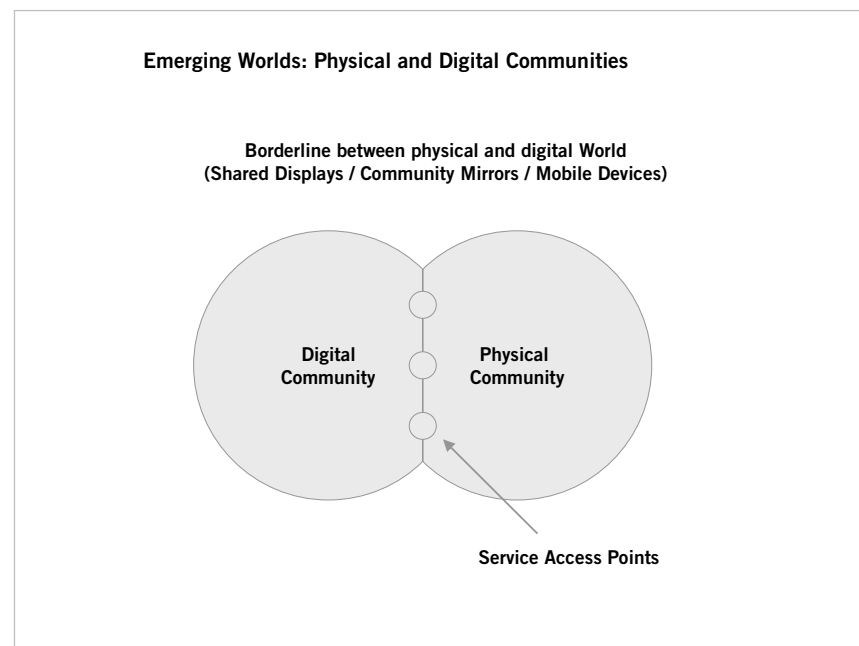 Emerging Worlds: Physical and Digital Communities
Borderline between physical and digital World
(Shared Displays / Community Mirrors / Mobile Devices)
Digital
Community
Physical
Community
Service Access Points